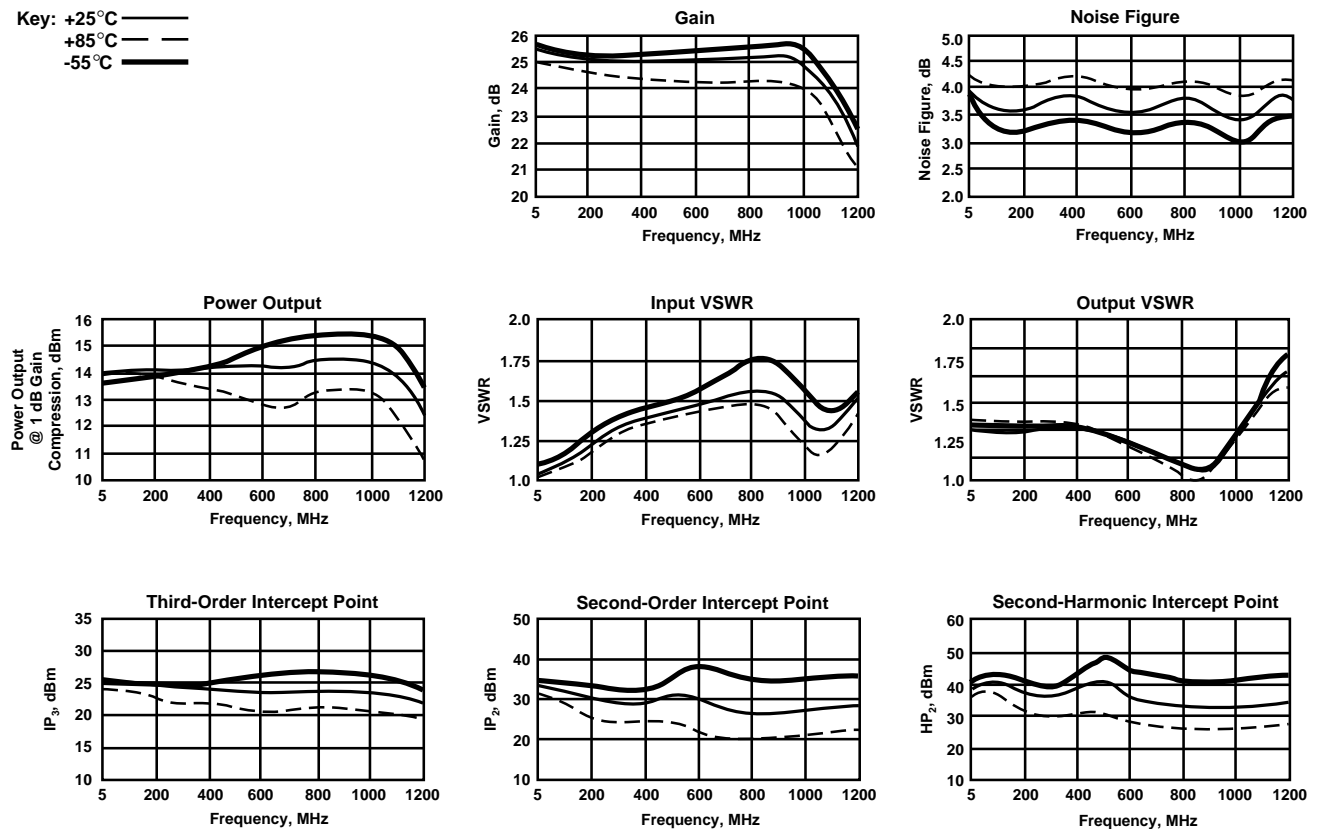 Key: +25°C
+85°C
-55°C
Gain
Gain, dB
26
25
24
23
22
21
20
5 200 400 600 800 1000 1200
Frequency, MHz
Noise Figure
Noise Figure, dB
5.0
4.5
4.0
3.5
3.0
2.5
2.0
5 200 400 600 800 1000 1200
Frequency, MHz
Power Output
Power Output
@ 1 dB Gain
Compression, dBm
16
15
14
13
12
11
10
5 200 400 600 800 1000 1200
Frequency, MHz
Input VSWR
VSWR
2.0
1.75
1.5
1.25
1.0
5 200 400 600 800 1000 1200
Frequency, MHz
Output VSWR
VSWR
2.0
1.75
1.5
1.25
1.0
5 200 400 600 800 1000 1200
Frequency, MHz
Third-Order Intercept Point
IP3, dBm
35
30
25
20
15
10
5 200 400 600 800 1000 1200
Frequency, MHz
Second-Order Intercept Point
IP2, dBm
50
40
30
20
10
5 200 400 600 800 1000 1200
Frequency, MHz
Second-Harmonic Intercept Point
HP2, dBm
60
50
40
30
20
10
5 200 400 600 800 1000 1200
Frequency, MHz